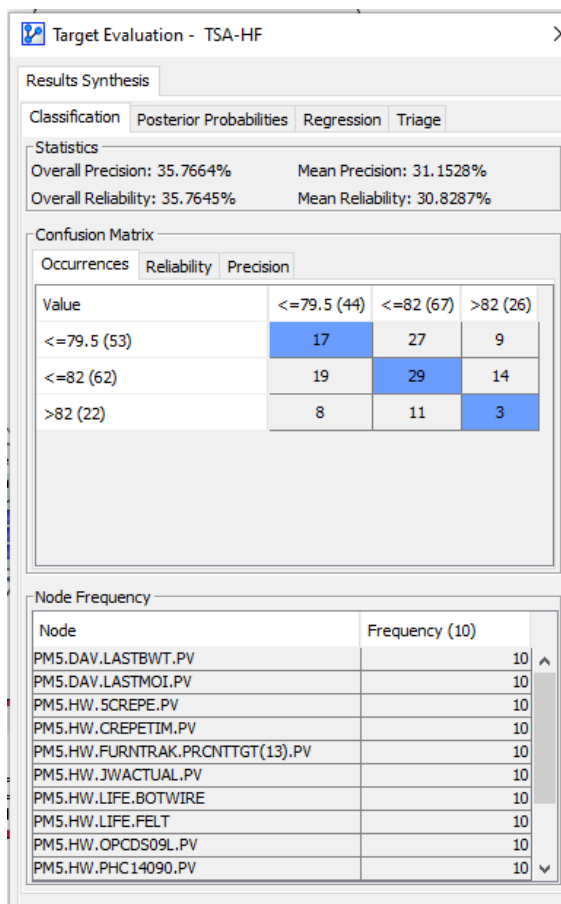 Target Evaluation - TSA-HF
Results Synthesis
Classification Posterior Probabilities Regression Triage
Statistics
Overall Precision: 35.7664% Mean Precision: 31.1528%
Overall Reliability: 35.7645% Mean Reliability: 30.8287%
Confusion Matrix
Occurrences Reliability Precision
Value <=79.5 (44) <=82 (67) >82 (26)
<=79.5 (53) 17 27 9
<=82 (62) 19 29 14
>82 (22) 8 11 3
Node Frequency
Node Frequency (10)
PM5.DAV.LASTBWT.PV 10
PM5.DAV.LASTMOI.PV 10
PM5.HW.5CREPE.PV 10
PM5.HW.CREPETIM.PV 10
PM5.HW.FURNTRAK.PRCNTTGT(13).PV 10
PM5.HW.JWACTUAL.PV 10
PM5.HW.LIFE.BOTWIRE 10
PM5.HW.LIFE.FELT 10
PM5.HW.OPCDS09L.PV 10
PM5.HW.PHC14090.PV 10